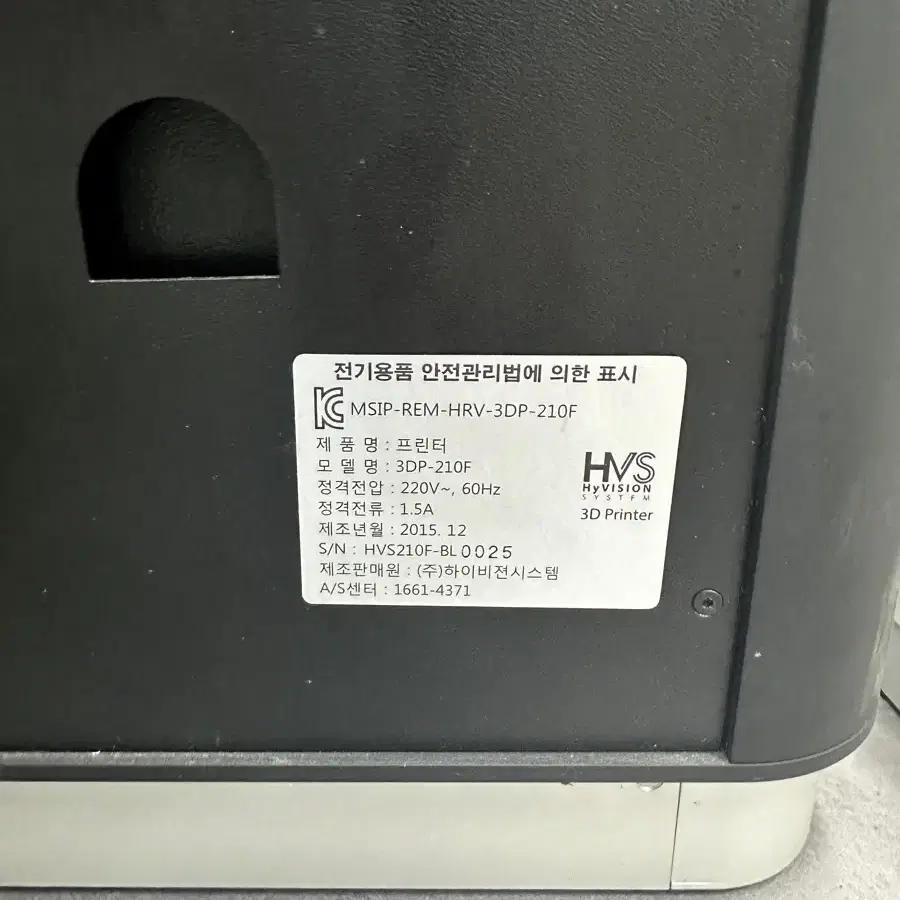 전기용품 안전관리법에 의한 표시
MSIP-REM-HRV-3DP-210F
제 품 명 : 프린터
모 델 명 : 3DP-210F
정격전압 : 220V~, 60Hz
정격전류 : 1.5A
제조년월 : 2015. 12
S/N : HVS210F-BL 0025
제조판매원 : (주)하이비젼시스템
A/S센터 : 1661-4371
HVS
HyVISION
SYSTEM
3D Printer